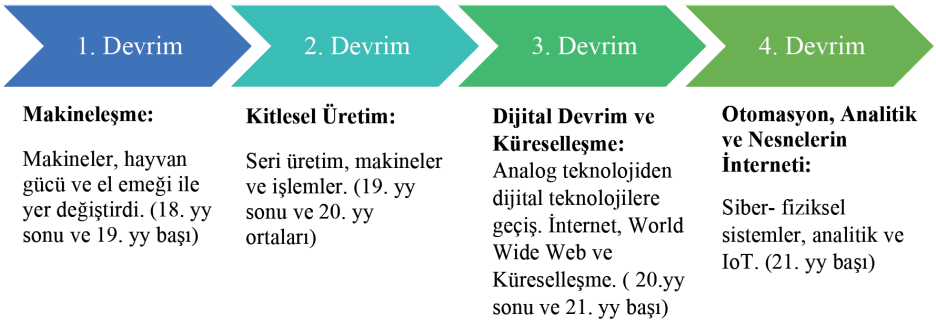 1. Devrim
2. Devrim
3. Devrim
4. Devrim
Makineleşme:
Makineler, hayvan
gücü ve el emeği ile
yer değiştirdi. (18. yy
sonu ve 19. yy başı)
Kitlesel Üretim:
Seri üretim, makineler
ve işlemler. (19. yy
sonu ve 20. yy
ortaları)
Dijital Devrim ve
Küreselleşme:
Analog teknolojiden
dijital teknolojilere
geçiş. İnternet, World
Wide Web ve
Küreselleşme. ( 20.yy
sonu ve 21. yy başı)
Otomasyon, Analitik
ve Nesnelerin
İnterneti:
Siber- fiziksel
sistemler, analitik ve
IoT. (21. yy başı)